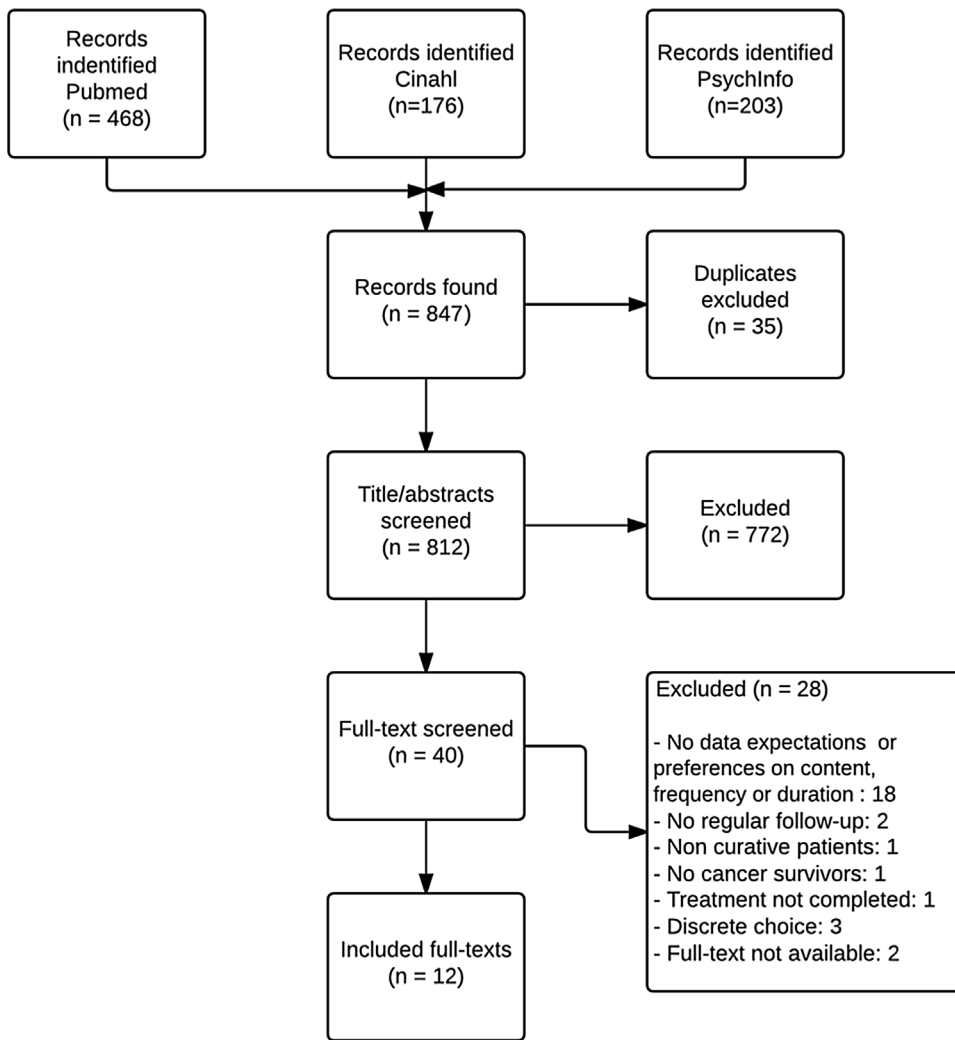 Records
indentified
Pubmed
(n = 468)
Records identified
Cinahl
(n=176)
Records identified
PsychInfo
(n=203)
Records found
(n = 847)
Duplicates
excluded
(n = 35)
Title/abstracts
screened
(n = 812)
Excluded
(n = 772)
Full-text screened
(n = 40)
Excluded (n = 28)
- No data expectations or
preferences on content,
frequency or duration : 18
- No regular follow-up: 2
- Non curative patients: 1
- No cancer survivors: 1
- Treatment not completed: 1
- Discrete choice: 3
- Full-text not available: 2
Included full-texts
(n = 12)